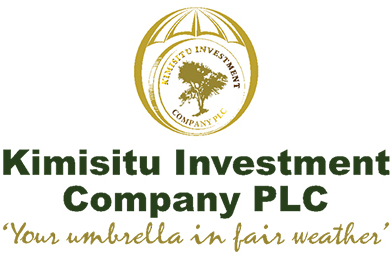 KIMISITU INVESTMENT
COMPANY PLC
Kimisitu Investment
Company PLC
‘Your umbrella in fair weather’